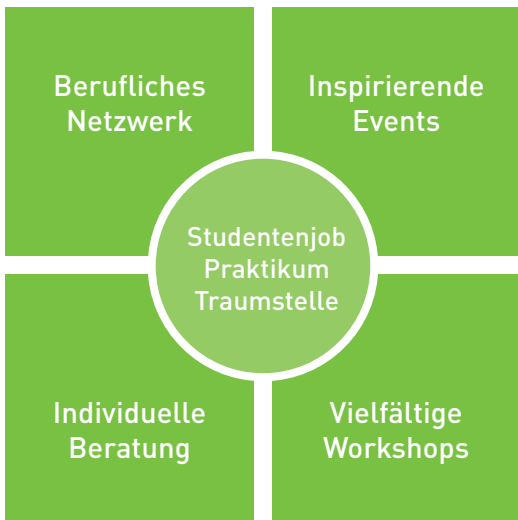 Berufliches
Netzwerk
Inspirierende
Events
Studentenjob
Praktikum
Traumstelle
Individuelle
Beratung
Vielfältige
Workshops